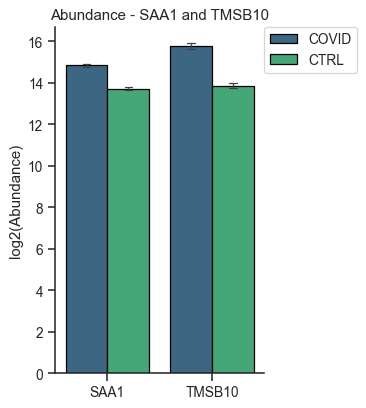 Abundance - SAA1 and TMSB10
COVID
CTRL
16
14
12
10
8
6
4
2
0
log2(Abundance)
SAA1
TMSB10